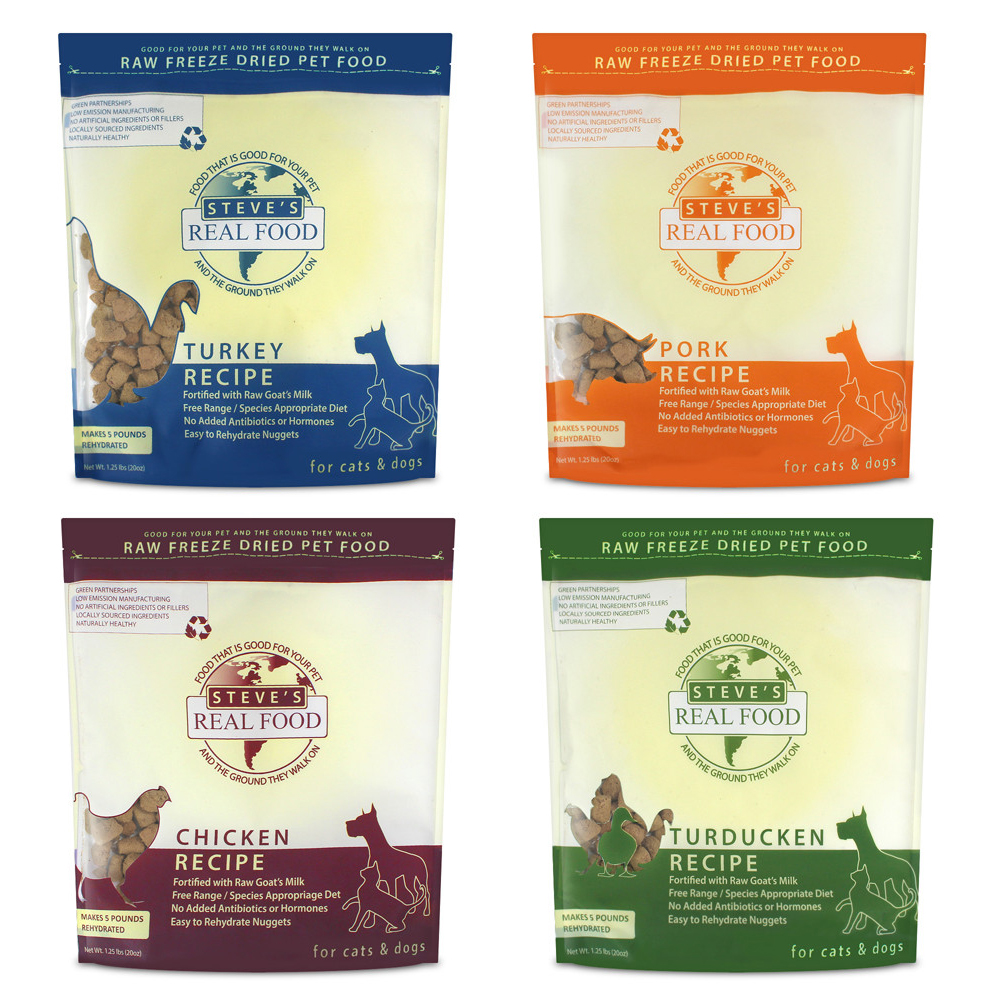 GOOD FOR YOUR PET AND THE GROUND THEY WALK ON
RAW FREEZE DRIED PET FOOD
GREEN PARTNERSHIPS
LOW EMISSION MANUFACTURING
NO ARTIFICIAL INGREDIENTS OR FILLERS
LOCALLY SOURCED INGREDIENTS
NATURALLY HEALTHY
FOOD THAT IS GOOD FOR YOUR PET
STEVE'S
REAL FOOD
AND THE GROUND THEY WALK ON
TURKEY
RECIPE
Fortified with Raw Goat's Milk
Free Range / Species Appropriate Diet
No Added Antibiotics or Hormones
Easy to Rehydrate Nuggets
MAKES 5 POUNDS
REHYDRATED
Net Wt. 1.25 lbs (20oz)
for cats & dogs
GOOD FOR YOUR PET AND THE GROUND THEY WALK ON
RAW FREEZE DRIED PET FOOD
GREEN PARTNERSHIPS
LOW EMISSION MANUFACTURING
NO ARTIFICIAL INGREDIENTS OR FILLERS
LOCALLY SOURCED INGREDIENTS
NATURALLY HEALTHY
FOOD THAT IS GOOD FOR YOUR PET
STEVE'S
REAL FOOD
AND THE GROUND THEY WALK ON
PORK
RECIPE
Fortified with Raw Goat's Milk
Free Range / Species Appropriate Diet
No Added Antibiotics or Hormones
Easy to Rehydrate Nuggets
MAKES 5 POUNDS
REHYDRATED
Net Wt. 1.25 lbs (20oz)
for cats & dogs
GOOD FOR YOUR PET AND THE GROUND THEY WALK ON
RAW FREEZE DRIED PET FOOD
GREEN PARTNERSHIPS
LOW EMISSION MANUFACTURING
NO ARTIFICIAL INGREDIENTS OR FILLERS
LOCALLY SOURCED INGREDIENTS
NATURALLY HEALTHY
FOOD THAT IS GOOD FOR YOUR PET
STEVE'S
REAL FOOD
AND THE GROUND THEY WALK ON
CHICKEN
RECIPE
Fortified with Raw Goat's Milk
Free Range / Species Appropriage Det
No Added Antibiotics or Hormones
Easy to Rehydrate Nuggets
MAKES 5 POUNDS
REHYDRATED
Net Wt. 1.25 lbs (20oz)
for cats & dogs
GOOD FOR YOUR PET AND THE GROUND THEY WALK ON
RAW FREEZE DRIED PET FOOD
GREEN PARTNERSHIPS
LOW EMISSION MANUFACTURING
NO ARTIFICIAL INGREDIENTS OR FILLERS
LOCALLY SOURCED INGREDIENTS
NATURALLY HEALTHY
FOOD THAT IS GOOD FOR YOUR PET
STEVE'S
REAL FOOD
AND THE GROUND THEY WALK ON
TURDUCKEN
RECIPE
Fortified with Raw Goat's Milk
Free Range / Species Appropriate Diet
No Added Antibiotics or Hormones
Easy to Rehydrate Nuggets
MAKES 5 POUNDS
REHYDRATED
Net Wt. 1.25 lbs (20oz)
for cats & dogs